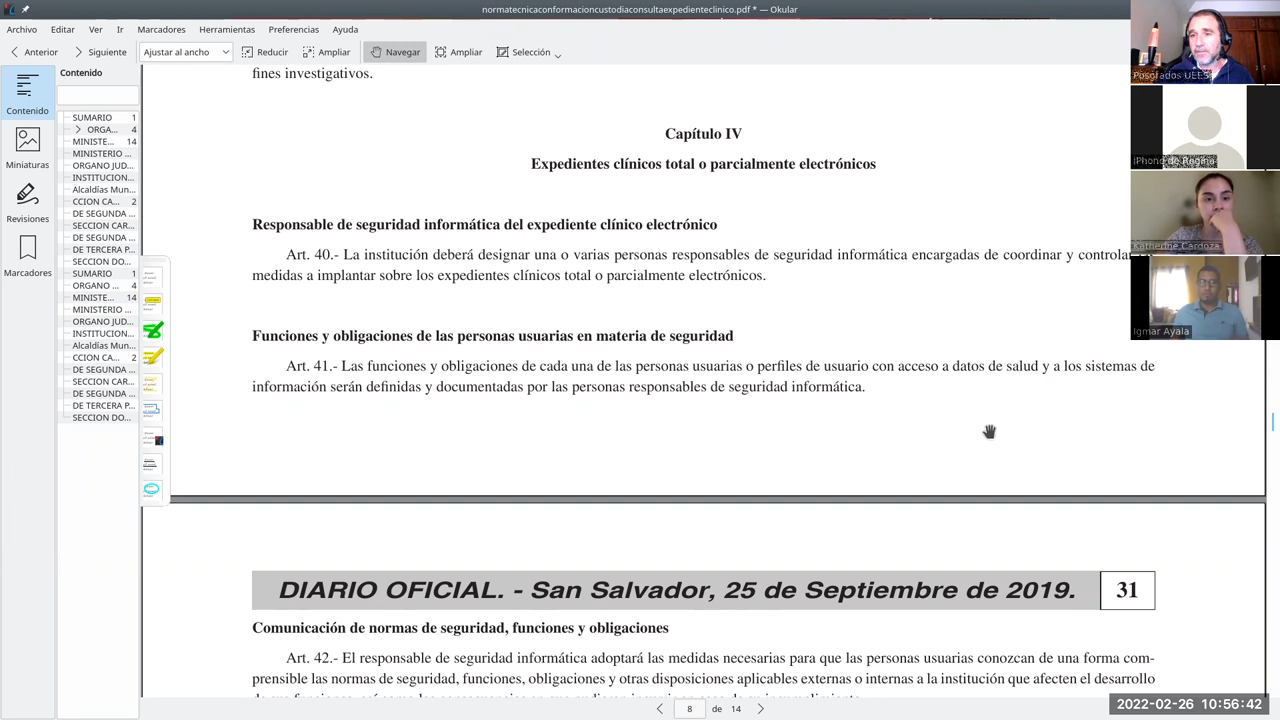 normatecnicaconformacioncustodiaconsultaexpedienteclinico.pdf * — Okular
Archivo Editar Ver Ir Marcadores Herramientas Preferencias Ayuda
Anterior Siguiente Ajustar al ancho Reducir Ampliar Navegar Ampliar Selección
Contenido
Contenido
Miniaturas
Revisiones
Marcadores
SUMARIO 1
ORGA... 4
MINISTE... 14
MINISTERIO ...
ORGANO JUD...
INSTITUCION...
Alcaldías Mun...
CCION CA... 2
DE SEGUNDA ...
SECCION CAR...
DE SEGUNDA ...
DE TERCERA P...
SECCION DO...
SUMARIO 1
ORGANO ... 4
MINISTE... 14
MINISTERIO ...
ORGANO JUD...
INSTITUCION...
Alcaldías Mun...
CCION CA... 2
DE SEGUNDA ...
SECCION CAR...
DE SEGUNDA ...
DE TERCERA P...
SECCION DO...
fines investigativos.
Capítulo IV
Expedientes clínicos total o parcialmente electrónicos
Responsable de seguridad informática del expediente clínico electrónico
Art. 40.- La institución deberá designar una o varias personas responsables de seguridad informática encargadas de coordinar y controlar
medidas a implantar sobre los expedientes clínicos total o parcialmente electrónicos.
Funciones y obligaciones de las personas usuarias en materia de seguridad
Art. 41.- Las funciones y obligaciones de cada una de las personas usuarias o perfiles de usuario con acceso a datos de salud y a los sistemas de
información serán definidas y documentadas por las personas responsables de seguridad informática.
DIARIO OFICIAL. - San Salvador, 25 de Septiembre de 2019. 31
Comunicación de normas de seguridad, funciones y obligaciones
Art. 42.- El responsable de seguridad informática adoptará las medidas necesarias para que las personas usuarias conozcan de una forma com-
prensible las normas de seguridad, funciones, obligaciones y otras disposiciones aplicables externas o internas a la institución que afecten el desarrollo
8 de 14
Posgrados UEES
iPhone de Regina
Katherine Cardoza
Igmar Ayala
2022-02-26 10:56:42